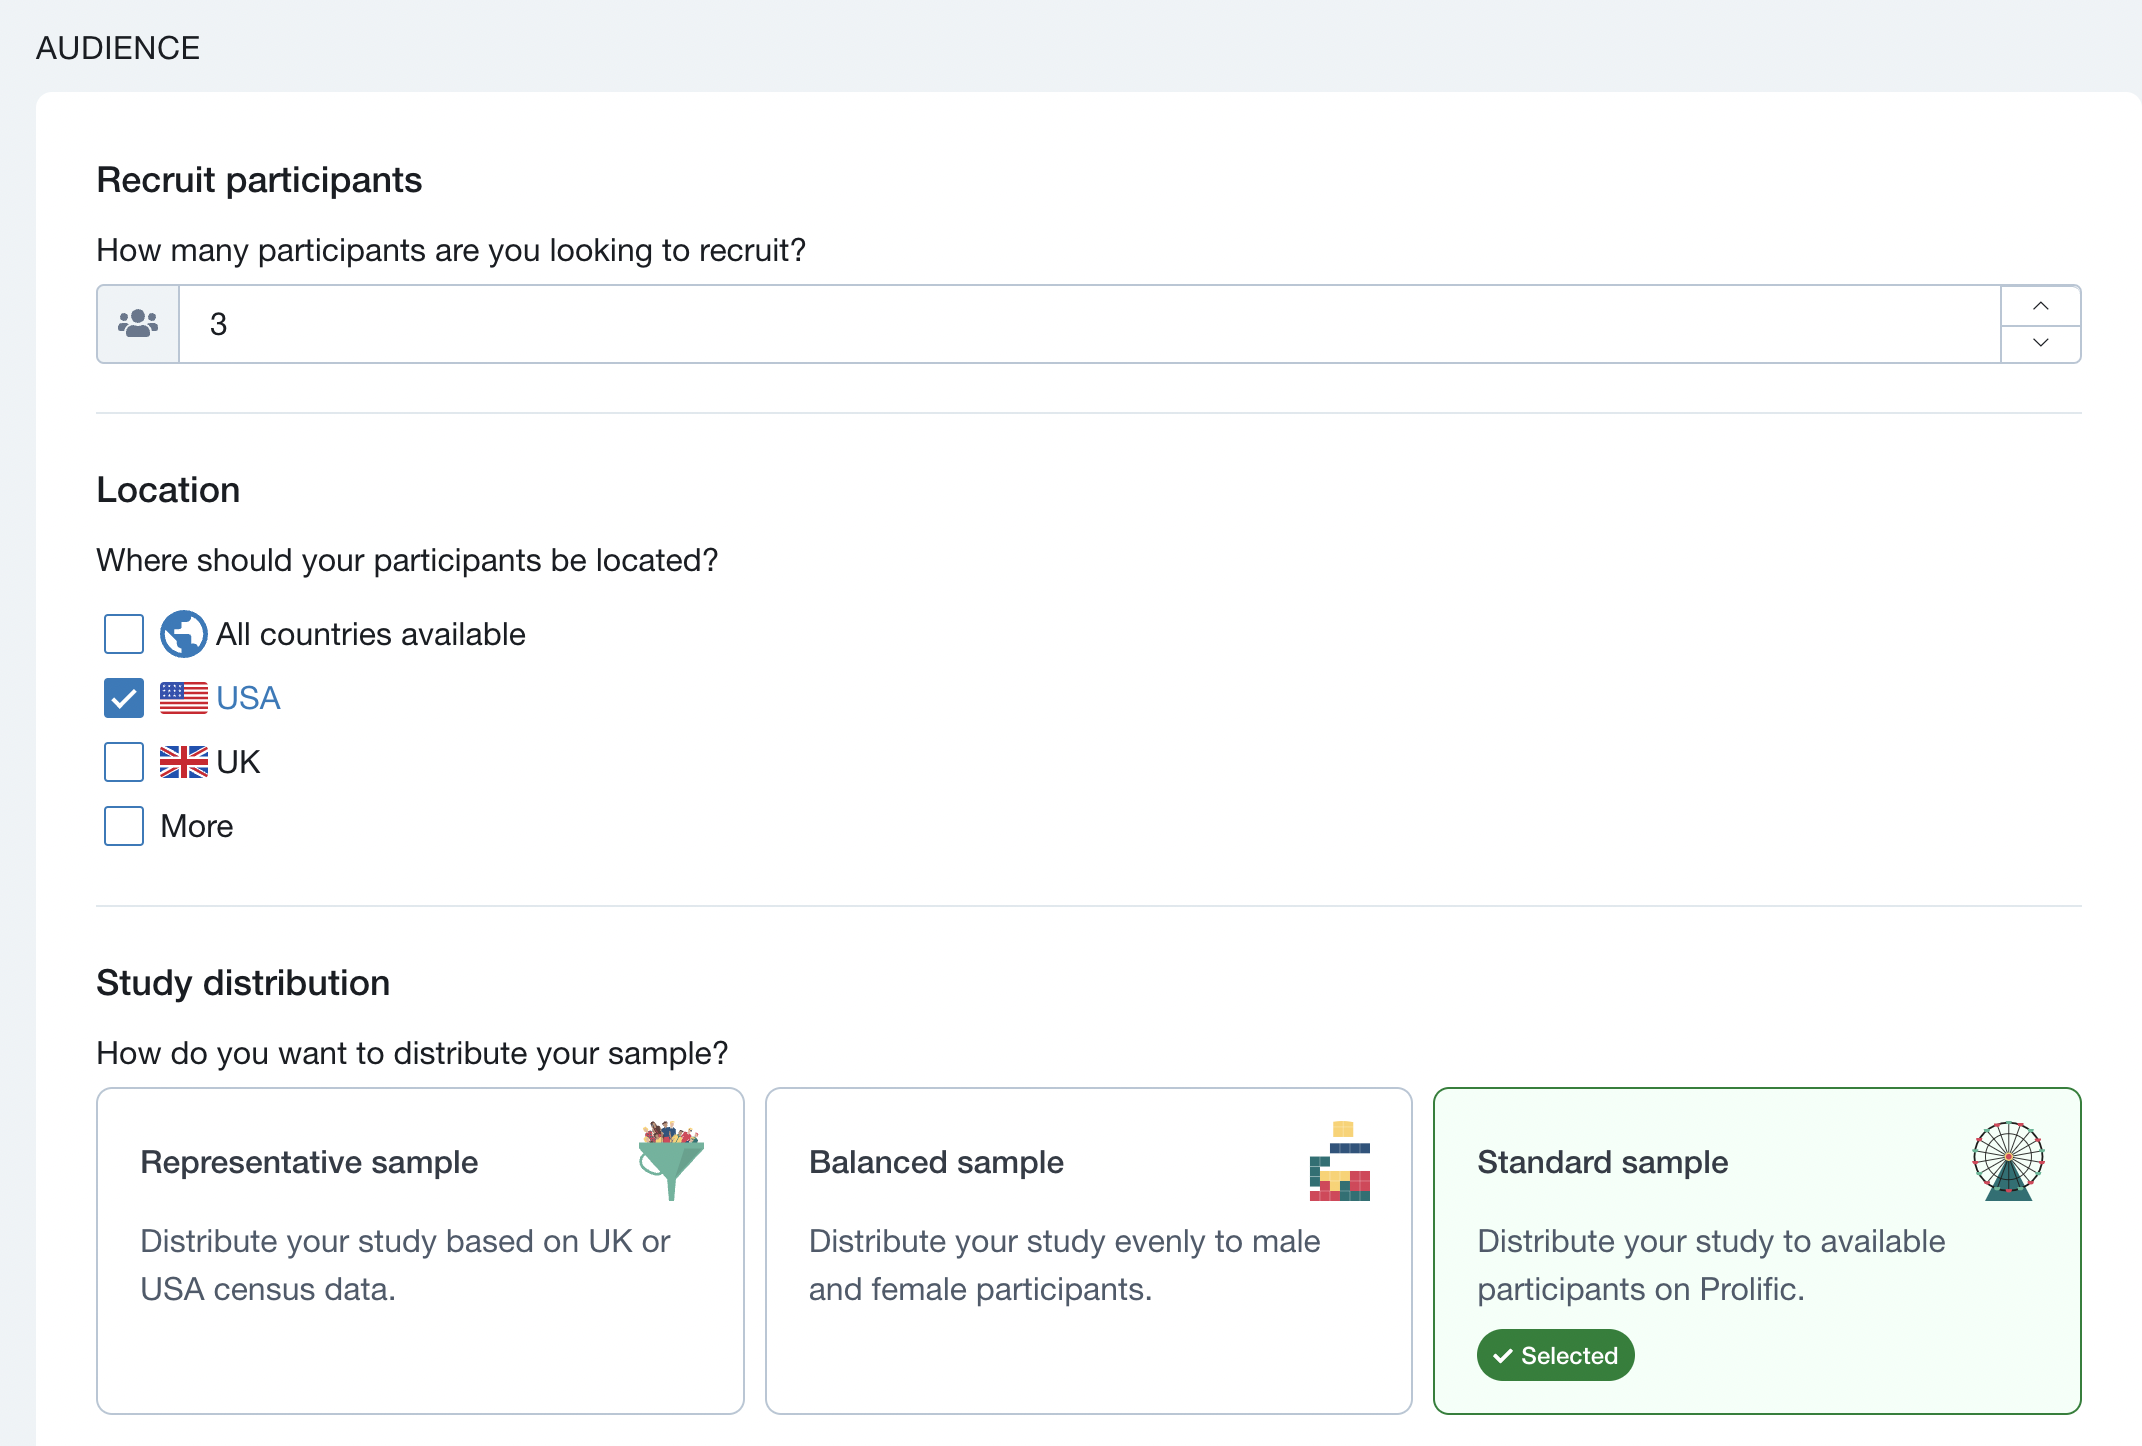 AUDIENCE
Recruit participants
How many participants are you looking to recruit?
3
Location
Where should your participants be located?
All countries available
USA
UK
More
Study distribution
How do you want to distribute your sample?
Representative sample
Distribute your study based on UK or
USA census data.
Balanced sample
Distribute your study evenly to male
and female participants.
Standard sample
Distribute your study to available
participants on Prolific.
Selected